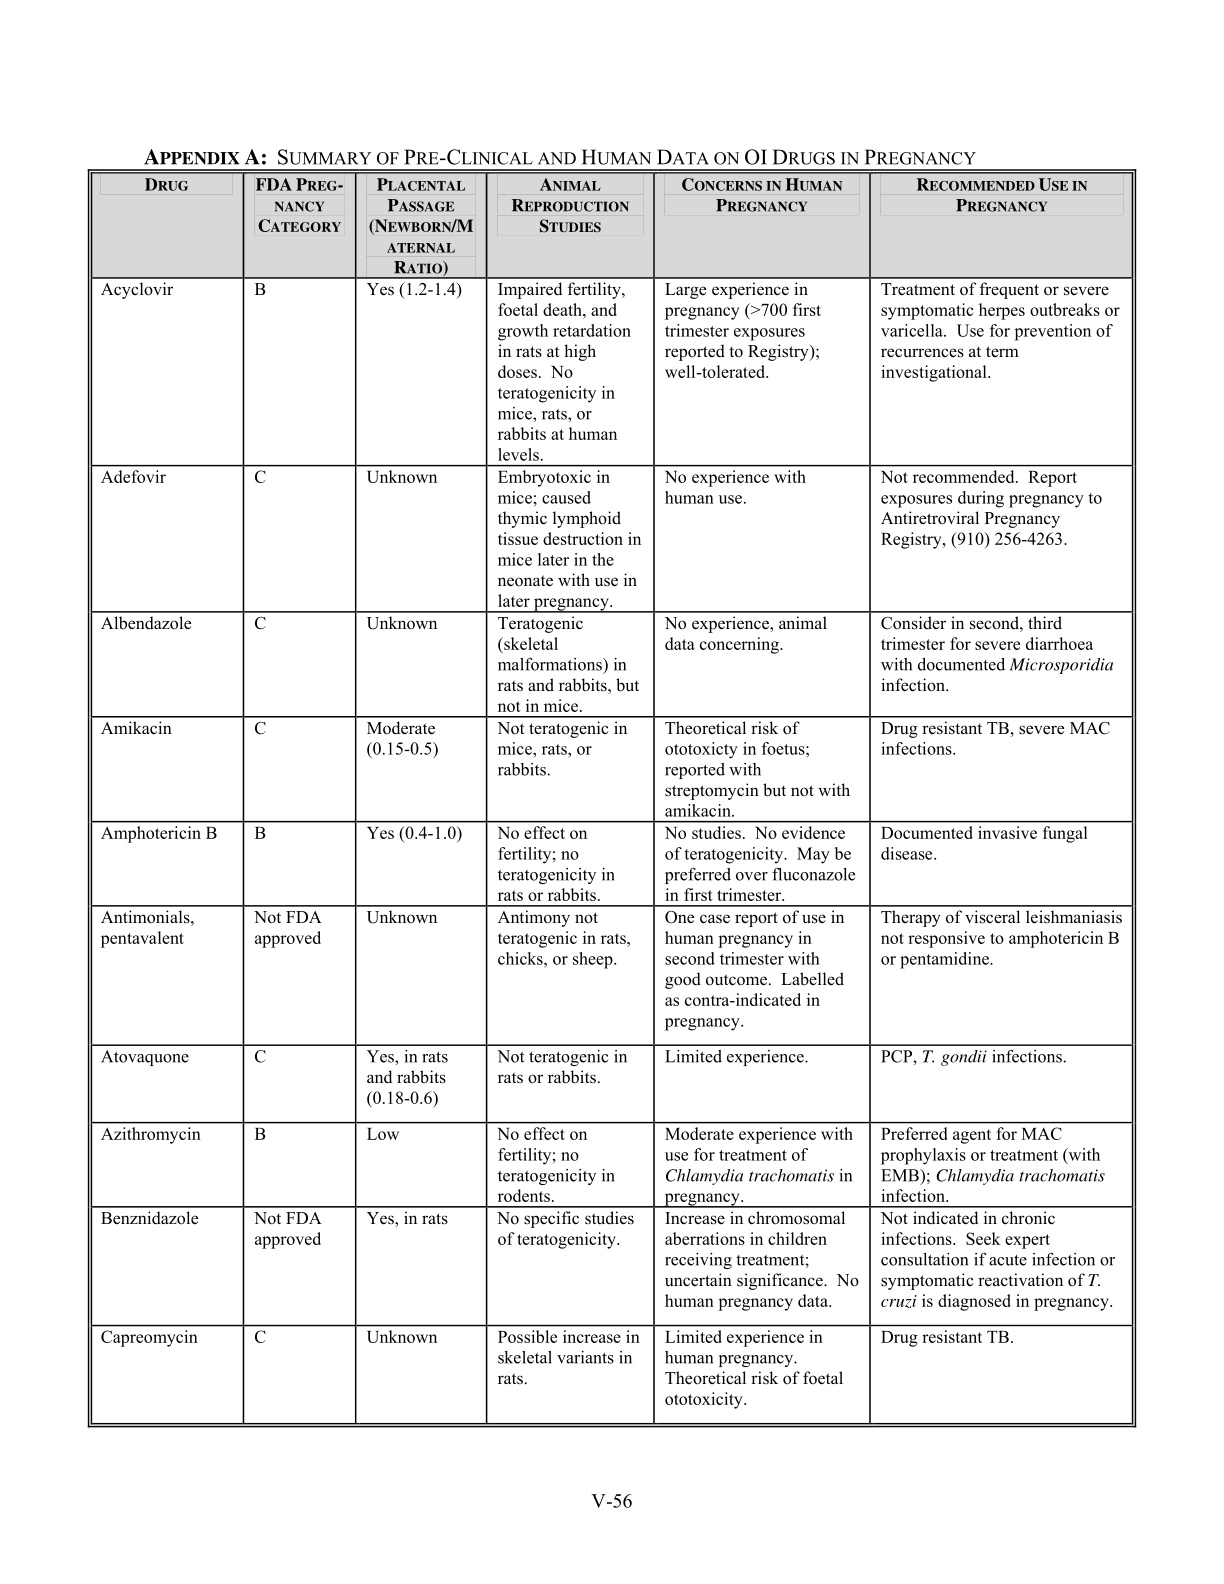 APPENDIX A: SUMMARY OF PRE-CLINICAL AND HUMAN DATA ON OI DRUGS IN PREGNANCY
DRUG
FDA PREG-
NANCY
CATEGORY
PLACENTAL
PASSAGE
(NEWBORN/M
ATERNAL
RATIO)
ANIMAL
REPRODUCTION
STUDIES
CONCERNS IN HUMAN
PREGNANCY
RECOMMENDED USE IN
PREGNANCY
Acyclovir
B
Yes (1.2-1.4)
Impaired fertility,
foetal death, and
growth retardation
in rats at high
doses. No
teratogenicity in
mice, rats, or
rabbits at human
levels.
Large experience in
pregnancy (>700 first
trimester exposures
reported to Registry);
well-tolerated.
Treatment of frequent or severe
symptomatic herpes outbreaks or
varicella. Use for prevention of
recurrences at term
investigational.
Adefovir
C
Unknown
Embryotoxic in
mice; caused
thymic lymphoid
tissue destruction in
mice later in the
neonate with use in
later pregnancy.
No experience with
human use.
Not recommended. Report
exposures during pregnancy to
Antiretroviral Pregnancy
Registry, (910) 256-4263.
Albendazole
C
Unknown
Teratogenic
(skeletal
malformations) in
rats and rabbits, but
not in mice.
No experience, animal
data concerning.
Consider in second, third
trimester for severe diarrhoea
with documented Microsporidia
infection.
Amikacin
C
Moderate
(0.15-0.5)
Not teratogenic in
mice, rats, or
rabbits.
Theoretical risk of
ototoxicty in foetus;
reported with
streptomycin but not with
amikacin.
Drug resistant TB, severe MAC
infections.
Amphotericin B
B
Yes (0.4-1.0)
No effect on
fertility; no
teratogenicity in
rats or rabbits.
No studies. No evidence
of teratogenicity. May be
preferred over fluconazole
in first trimester.
Documented invasive fungal
disease.
Antimonials,
pentavalent
Not FDA
approved
Unknown
Antimony not
teratogenic in rats,
chicks, or sheep.
One case report of use in
human pregnancy in
second trimester with
good outcome. Labelled
as contra-indicated in
pregnancy.
Therapy of visceral leishmaniasis
not responsive to amphotericin B
or pentamidine.
Atovaquone
C
Yes, in rats
and rabbits
(0.18-0.6)
Not teratogenic in
rats or rabbits.
Limited experience.
PCP, T. gondii infections.
Azithromycin
B
Low
No effect on
fertility; no
teratogenicity in
rodents.
Moderate experience with
use for treatment of
Chlamydia trachomatis in
pregnancy.
Preferred agent for MAC
prophylaxis or treatment (with
EMB); Chlamydia trachomatis
infection.
Benznidazole
Not FDA
approved
Yes, in rats
No specific studies
of teratogenicity.
Increase in chromosomal
aberrations in children
receiving treatment;
uncertain significance. No
human pregnancy data.
Not indicated in chronic
infections. Seek expert
consultation if acute infection or
symptomatic reactivation of T.
cruzi is diagnosed in pregnancy.
Capreomycin
C
Unknown
Possible increase in
skeletal variants in
rats.
Limited experience in
human pregnancy.
Theoretical risk of foetal
ototoxicity.
Drug resistant TB.
V-56